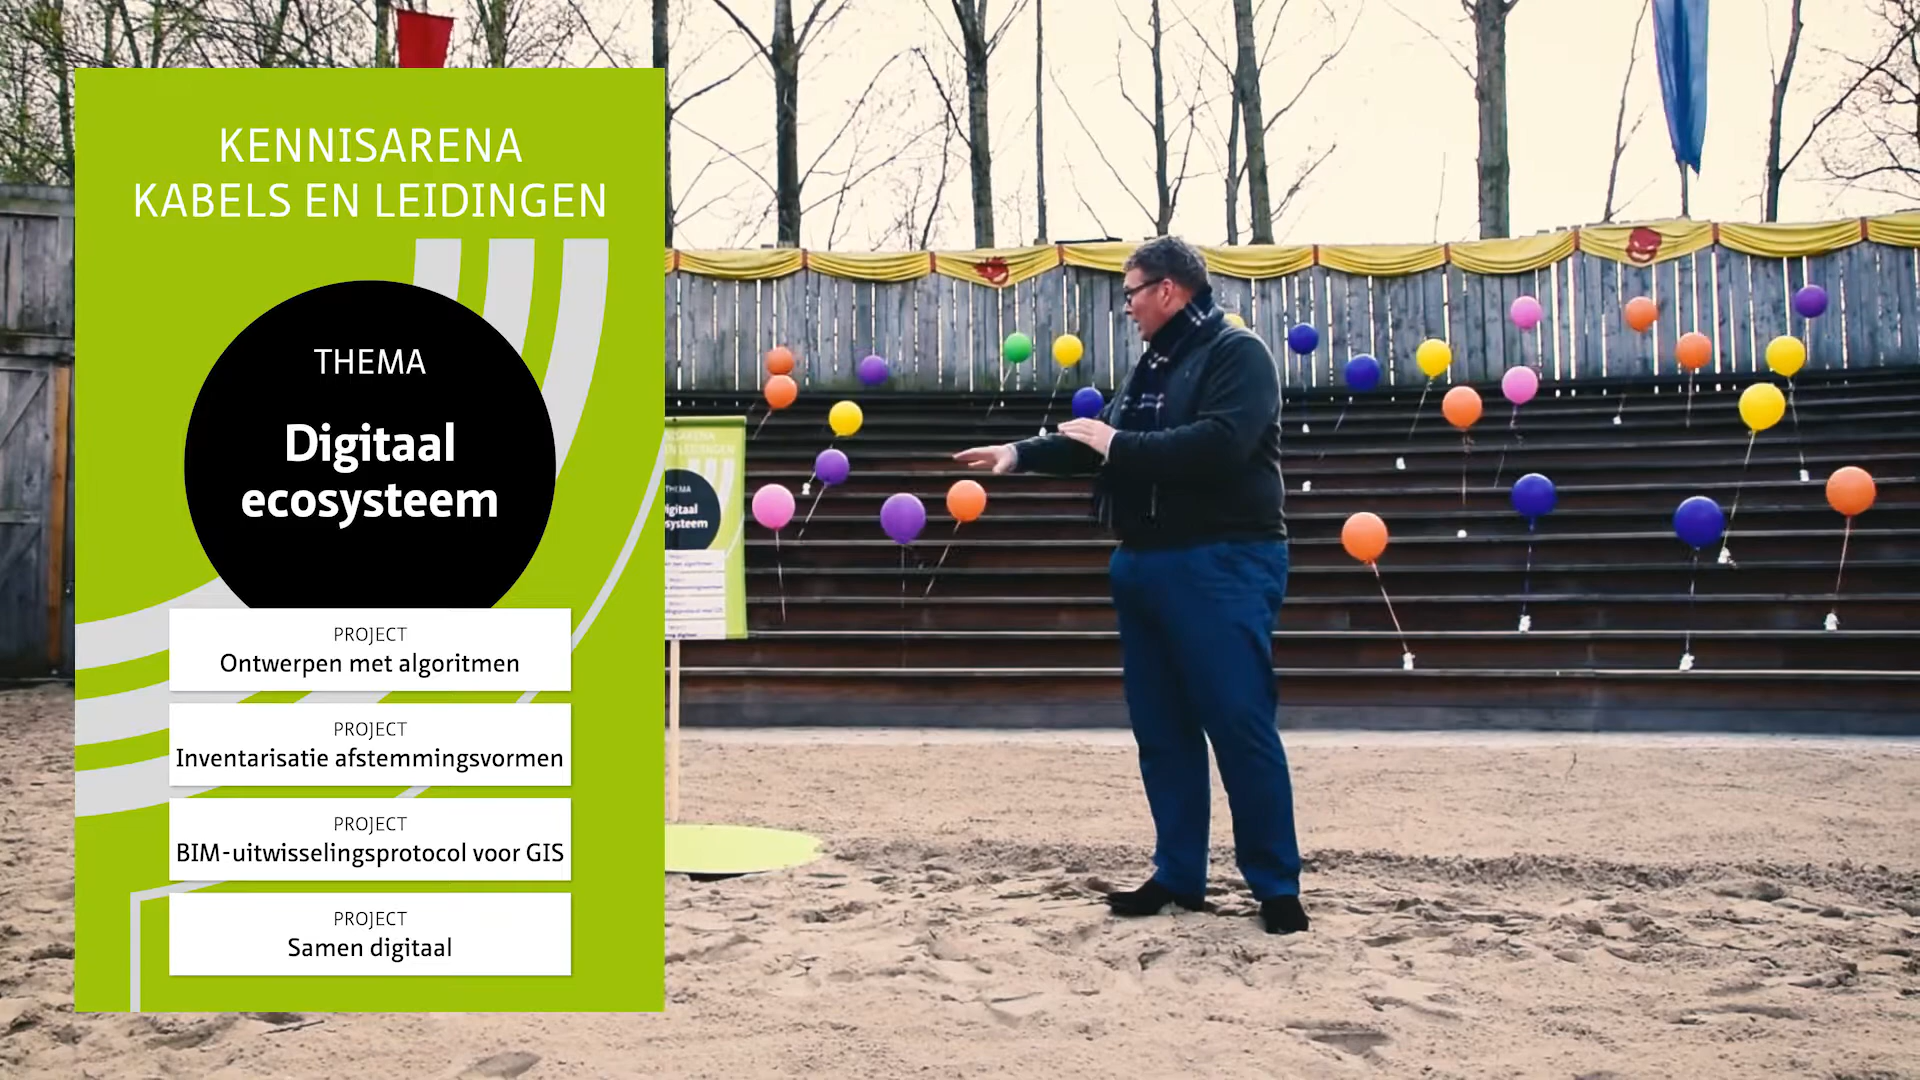 KENNISARENA
KABELS EN LEIDINGEN
THEMA
Digitaal
ecosysteem
PROJECT
Ontwerpen met algoritmen
PROJECT
Inventarisatie afstemmingsvormen
PROJECT
BIM-uitwisselingsprotocol voor GIS
PROJECT
Samen digitaal